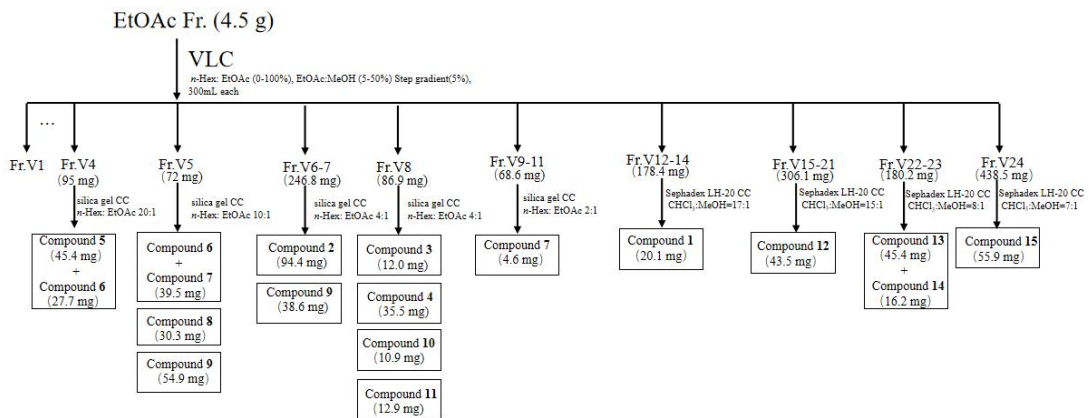 EtOAc Fr. (4.5 g)
VLC
n-Hex: EtOAc (0-100%), EtOAc:MeOH (5-50%) Step gradient(5%),
300mL each
...
Fr.V1
Fr.V4
(95 mg)
silica gel CC
n-Hex: EtOAc 20:1
Compound 5
(45.4 mg)
+
Compound 6
(27.7 mg)
Fr.V5
(72 mg)
silica gel CC
n-Hex: EtOAc 10:1
Compound 6
+
Compound 7
(39.5 mg)
Compound 8
(30.3 mg)
Compound 9
(54.9 mg)
Fr.V6-7
(246.8 mg)
silica gel CC
n-Hex: EtOAc 4:1
Compound 2
(94.4 mg)
Compound 9
(38.6 mg)
Fr.V8
(86.9 mg)
silica gel CC
n-Hex: EtOAc 4:1
Compound 3
(12.0 mg)
Compound 4
(35.5 mg)
Compound 10
(10.9 mg)
Compound 11
(12.9 mg)
Fr.V9-11
(68.6 mg)
silica gel CC
n-Hex: EtOAc 2:1
Compound 7
(4.6 mg)
Fr.V12-14
(178.4 mg)
Sephadex LH-20 CC
CHCl₃:MeOH=17:1
Compound 1
(20.1 mg)
Fr.V15-21
(306.1 mg)
Sephadex LH-20 CC
CHCl₃:MeOH=15:1
Compound 12
(43.5 mg)
Fr.V22-23
(180.2 mg)
Sephadex LH-20 CC
CHCl₃:MeOH=8:1
Compound 13
(45.4 mg)
+
Compound 14
(16.2 mg)
Fr.V24
(438.5 mg)
Sephadex LH-20 CC
CHCl₃:MeOH=7:1
Compound 15
(55.9 mg)